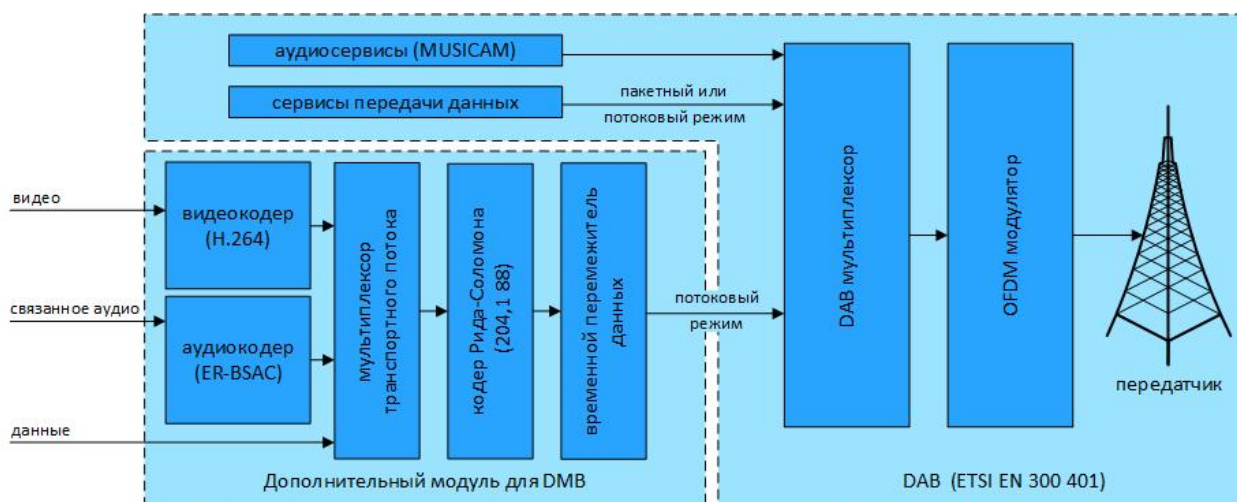 аудиосервисы (MUSICAM)
сервисы передачи данных
пакетный или
потоковый режим
видео
видеокодер
(H.264)
связанное аудио
аудиокодер
(ER-BSAC)
данные
мультиплексор
транспортного потока
кодер Рида-Соломона
(204,1 88)
временной перемежитель
данных
потоковый
режим
DAB мультиплексор
OFDM модулятор
передатчик
Дополнительный модуль для DMB
DAB (ETSI EN 300 401)